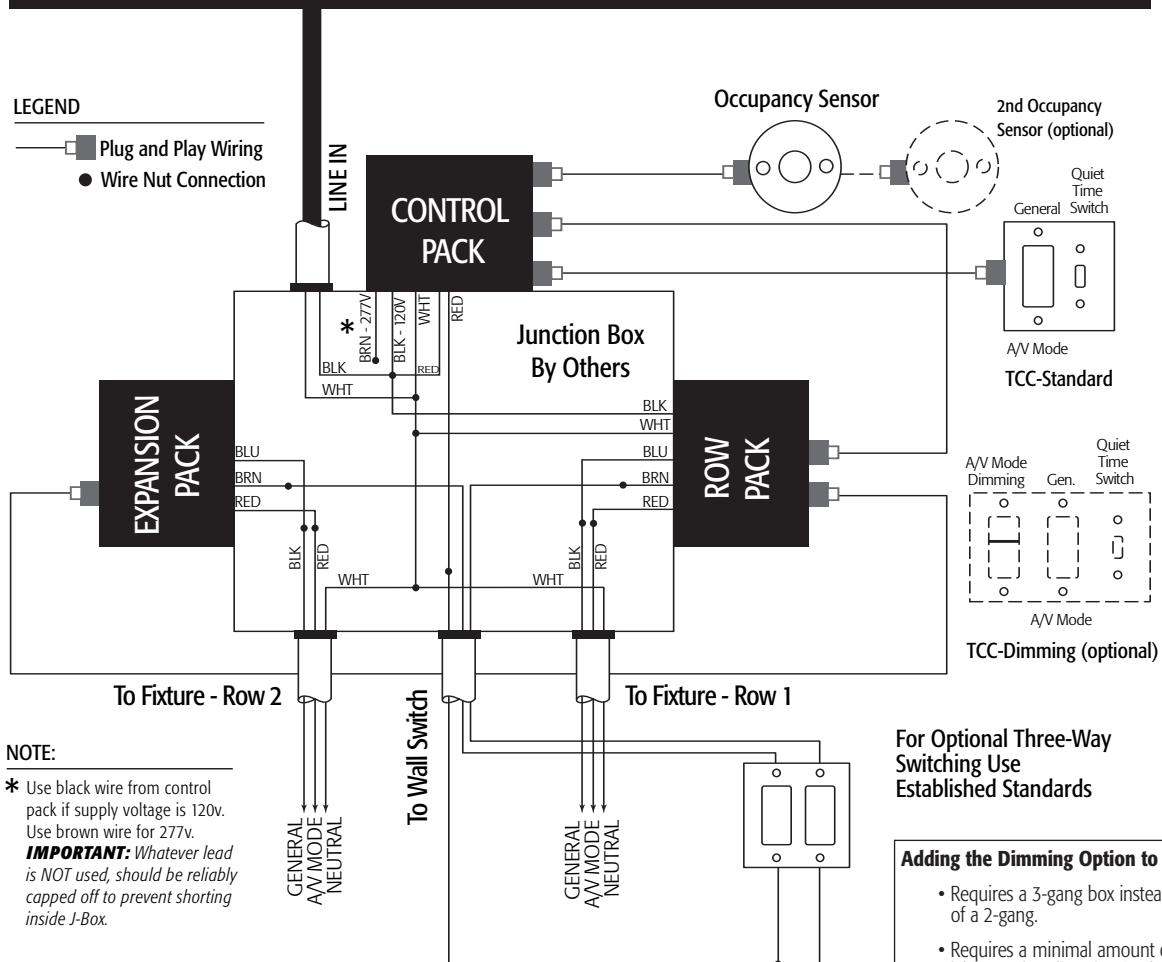 LEGEND
Plug and Play Wiring
Wire Nut Connection
LINE IN
CONTROL
PACK
Occupancy Sensor
2nd Occupancy
Sensor (optional)
Quiet
Time
General Switch
A/V Mode
TCC-Standard
*
BRN - 277V
BLK - 120V
WHT
RED
BLK
RED
WHT
Junction Box
By Others
EXPANSION
PACK
BLU
BRN
RED
BLK
WHT
BLU
BRN
RED
ROW
PACK
BLK
RED
WHT
WHT
BLK
RED
A/V Mode
Dimming
Gen.
Quiet
Time
Switch
A/V Mode
TCC-Dimming (optional)
To Fixture - Row 2
To Wall Switch
To Fixture - Row 1
GENERAL
A/V MODE
NEUTRAL
GENERAL
A/V MODE
NEUTRAL
NOTE:
* Use black wire from control
pack if supply voltage is 120v.
Use brown wire for 277v.
IMPORTANT: Whatever lead
is NOT used, should be reliably
capped off to prevent shorting
inside J-Box.
For Optional Three-Way
Switching Use
Established Standards
Adding the Dimming Option to
• Requires a 3-gang box instea
of a 2-gang.
• Requires a minimal amount